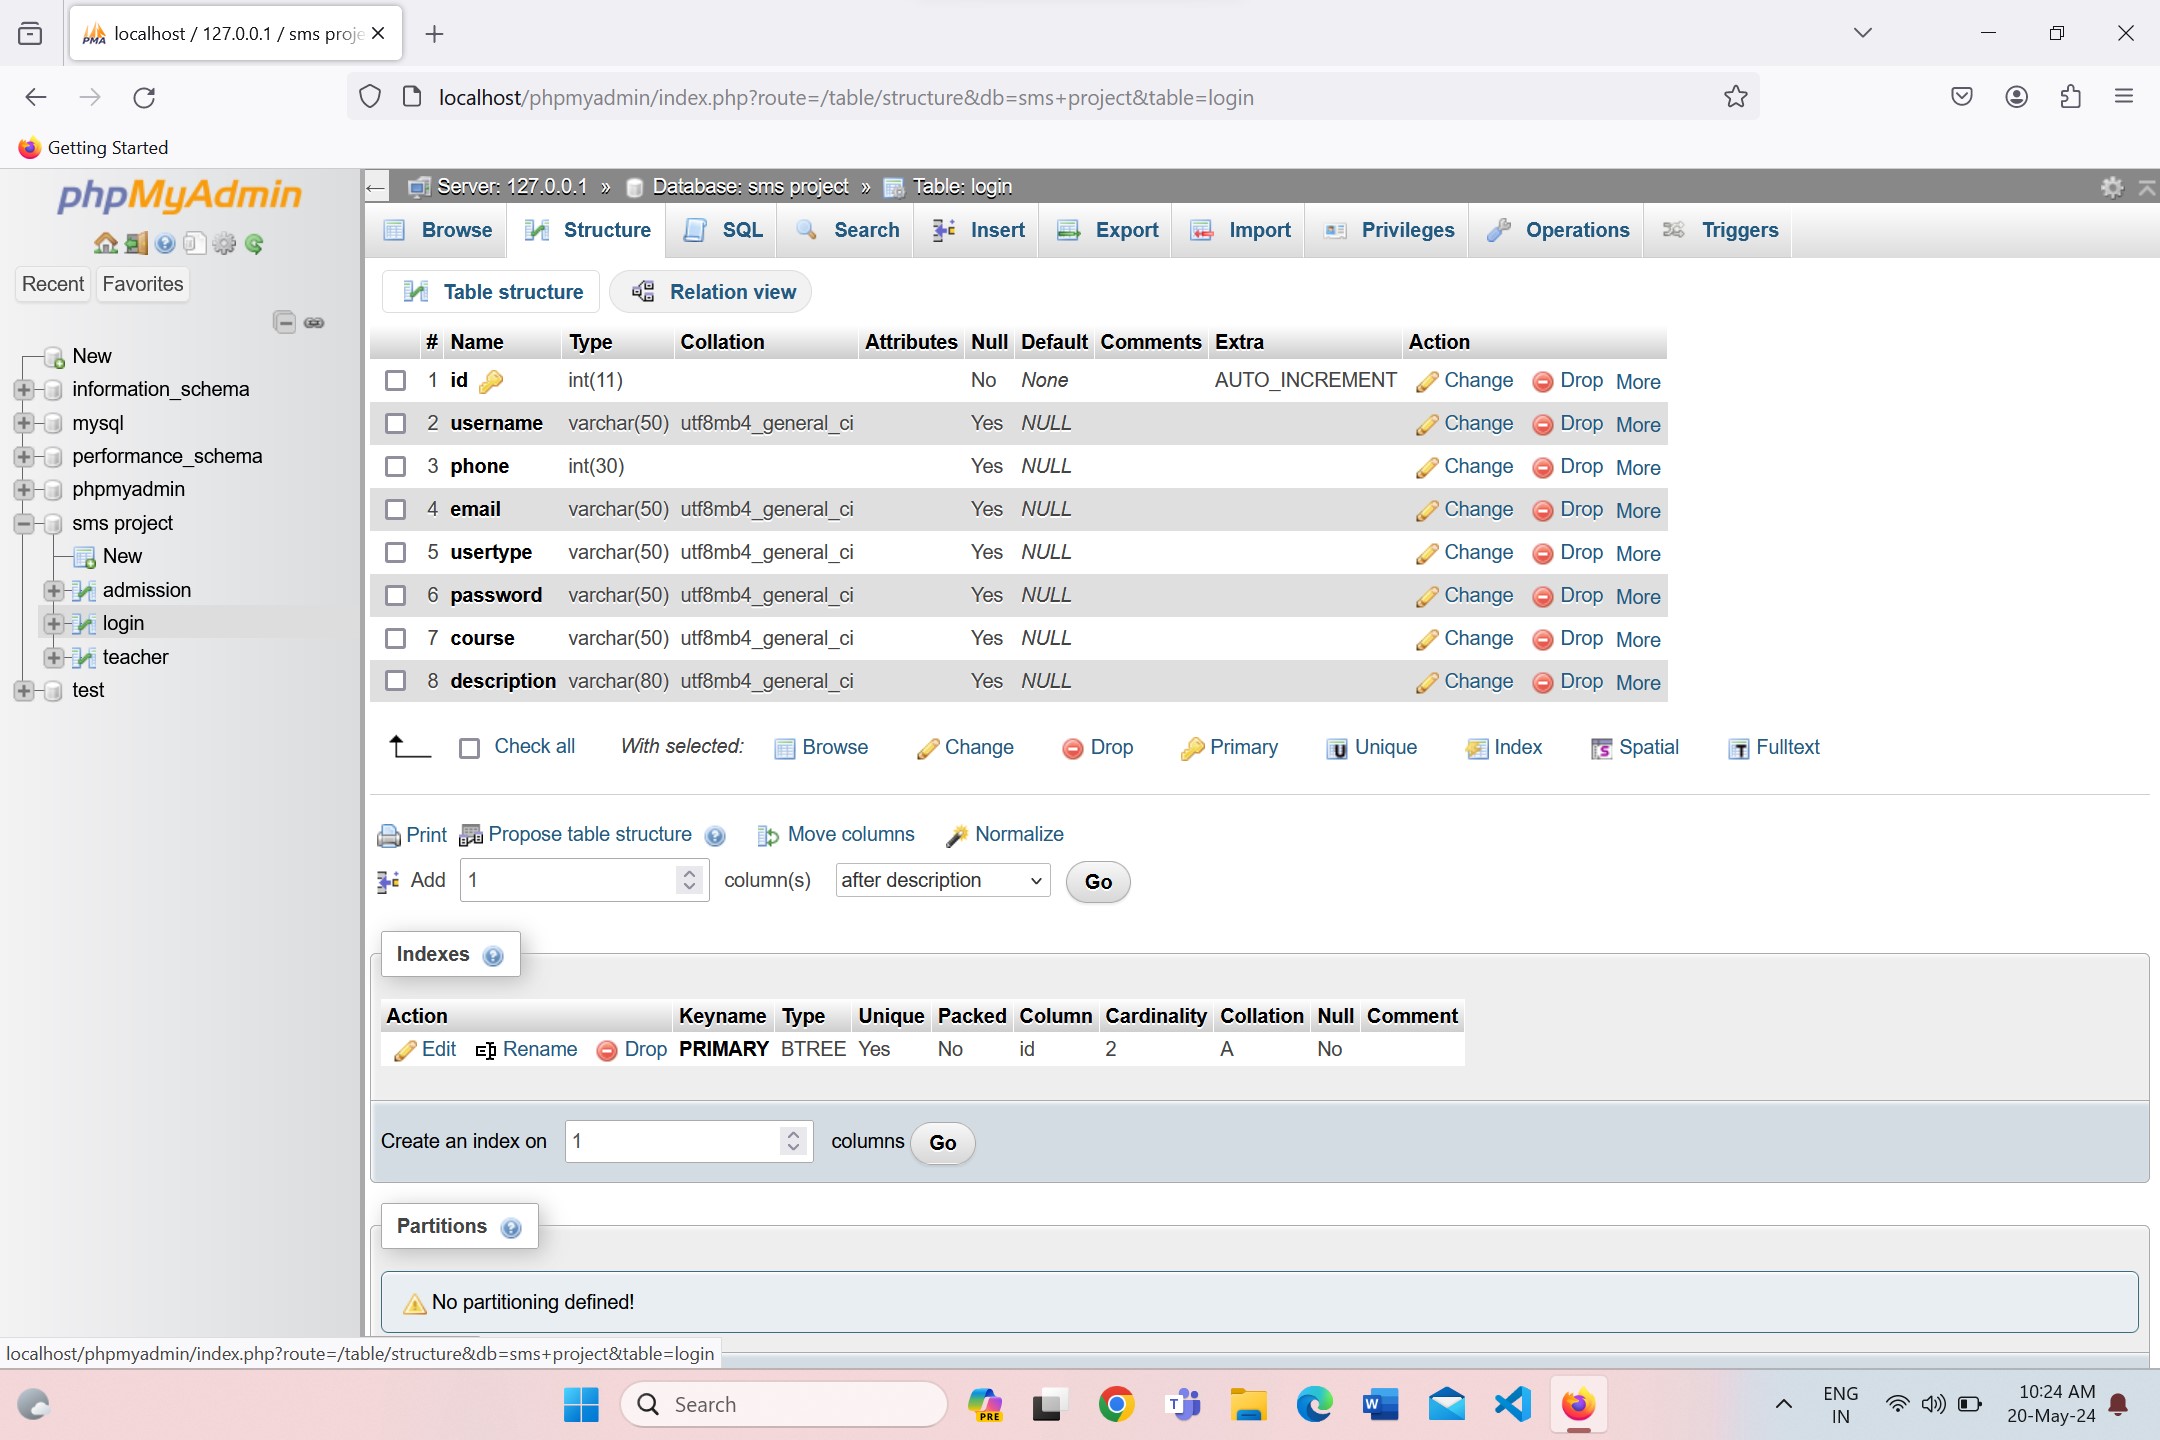 localhost / 127.0.0.1 / sms proje
localhost/phpmyadmin/index.php?route=/table/structure&db=sms+project&table=login
Getting Started
phpMyAdmin
Recent Favorites
New
information_schema
mysql
performance_schema
phpmyadmin
sms project
New
admission
login
teacher
test
Server: 127.0.0.1 » Database: sms project » Table: login
Browse Structure SQL Search Insert Export Import Privileges Operations Triggers
Table structure Relation view
# Name Type Collation Attributes Null Default Comments Extra Action
1 id int(11) No None AUTO_INCREMENT Change Drop More
2 username varchar(50) utf8mb4_general_ci Yes NULL Change Drop More
3 phone int(30) Yes NULL Change Drop More
4 email varchar(50) utf8mb4_general_ci Yes NULL Change Drop More
5 usertype varchar(50) utf8mb4_general_ci Yes NULL Change Drop More
6 password varchar(50) utf8mb4_general_ci Yes NULL Change Drop More
7 course varchar(50) utf8mb4_general_ci Yes NULL Change Drop More
8 description varchar(80) utf8mb4_general_ci Yes NULL Change Drop More
Check all With selected: Browse Change Drop Primary Unique Index Spatial Fulltext
Print Propose table structure Move columns Normalize
Add 1 column(s) after description Go
Indexes
Action Keyname Type Unique Packed Column Cardinality Collation Null Comment
Edit Rename Drop PRIMARY BTREE Yes No id 2 A No
Create an index on 1 columns Go
Partitions
No partitioning defined!
localhost/phpmyadmin/index.php?route=/table/structure&db=sms+project&table=login
Search
PRE
ENG
IN
10:24 AM
20-May-24